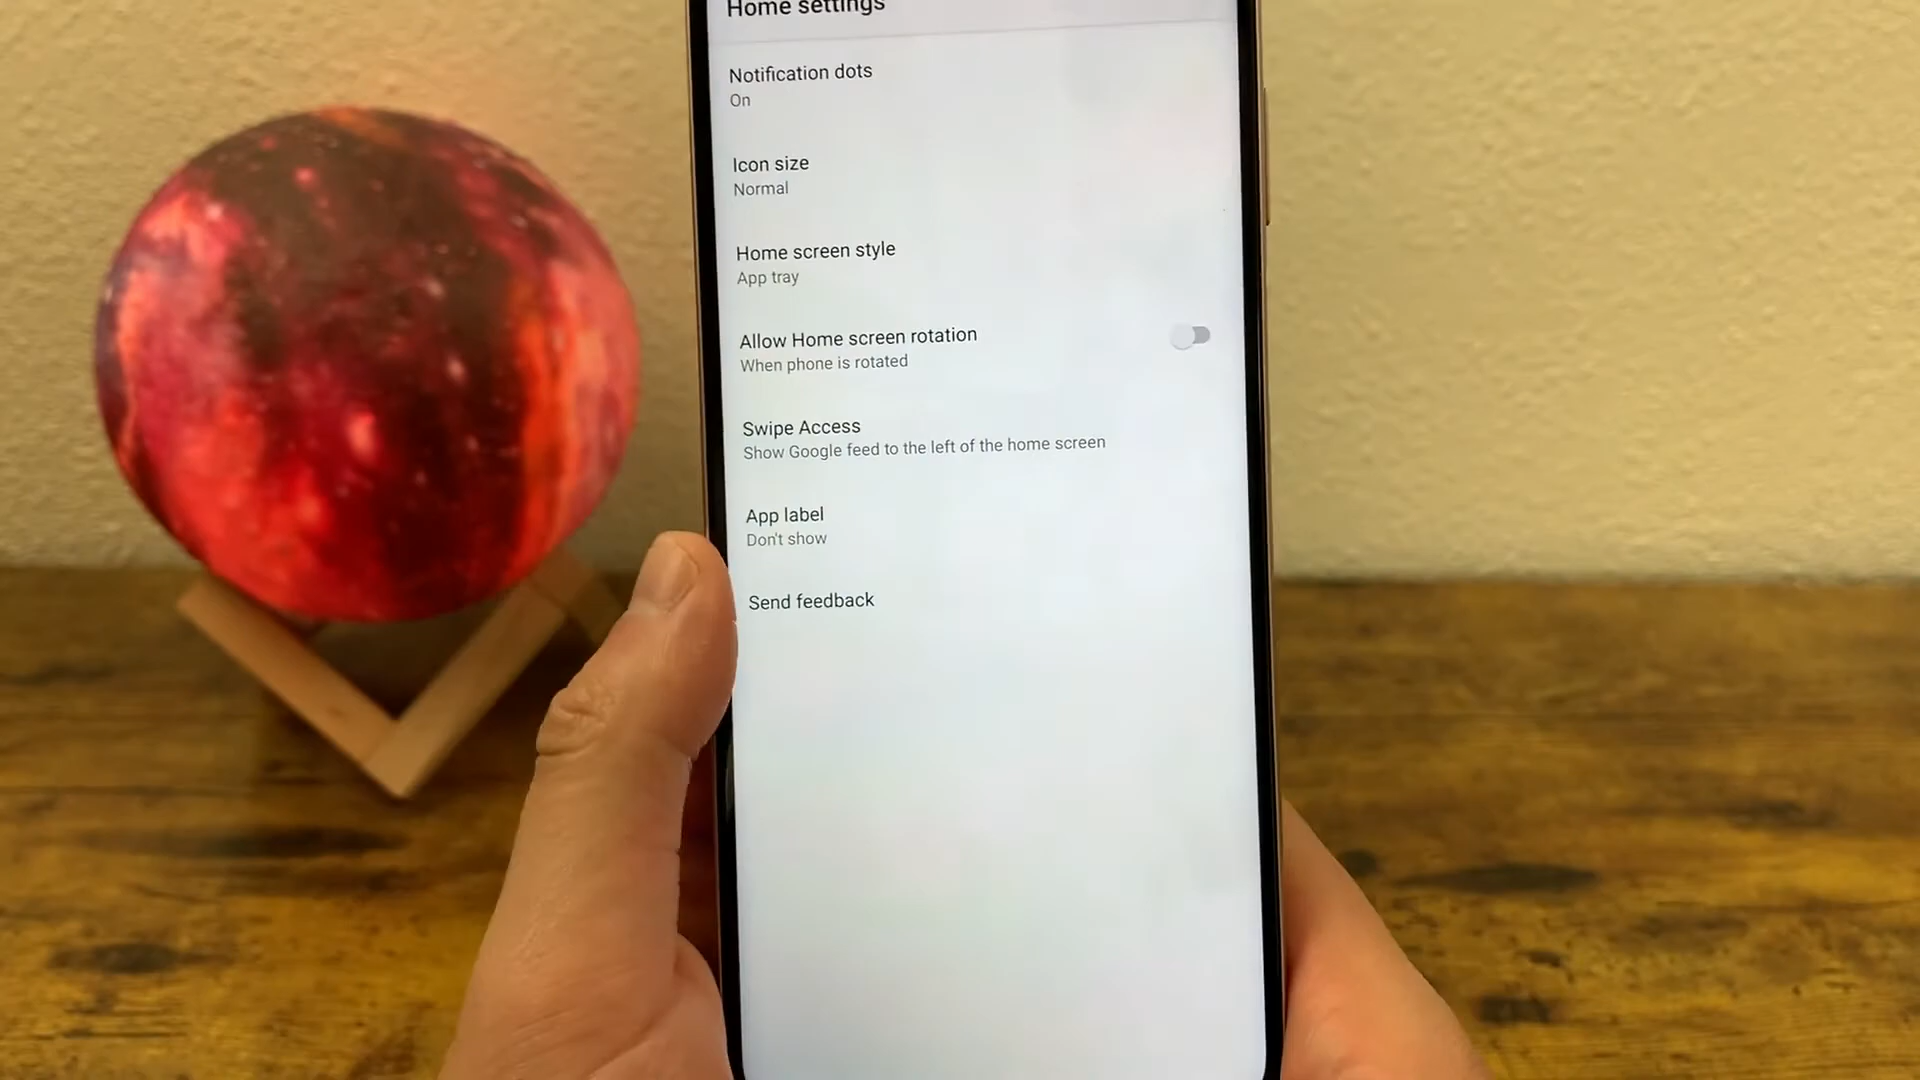 Home settings
Notification dots
On
Icon size
Normal
Home screen style
App tray
Allow Home screen rotation
When phone is rotated
Swipe Access
Show Google feed to the left of the home screen
App label
Don't show
Send feedback